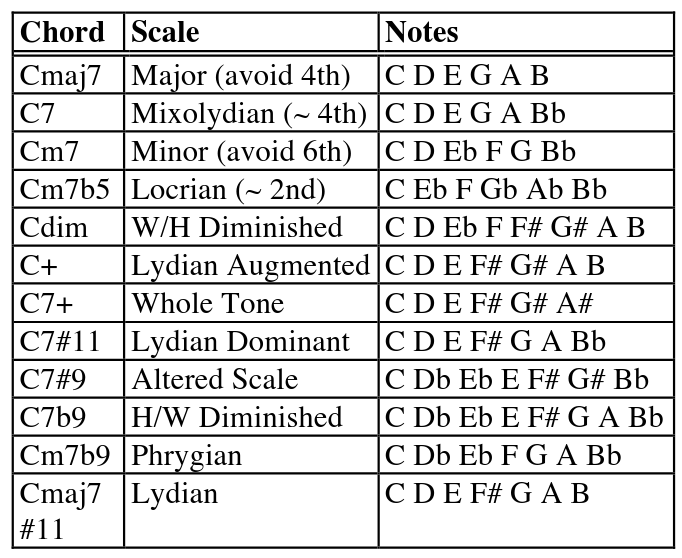 Chord Scale Notes
Cmaj7 Major (avoid 4th) C D E G A B
C7 Mixolydian (~ 4th) C D E G A Bb
Cm7 Minor (avoid 6th) C D Eb F G Bb
Cm7b5 Locrian (~ 2nd) C Eb F Gb Ab Bb
Cdim W/H Diminished C D Eb F F# G# A B
C+ Lydian Augmented C D E F# G# A B
C7+ Whole Tone C D E F# G# A#
C7#11 Lydian Dominant C D E F# G A Bb
C7#9 Altered Scale C Db Eb E F# G# Bb
C7b9 H/W Diminished C Db Eb E F# G A Bb
Cm7b9 Phrygian C Db Eb F G A Bb
Cmaj7 Lydian C D E F# G A B
#11